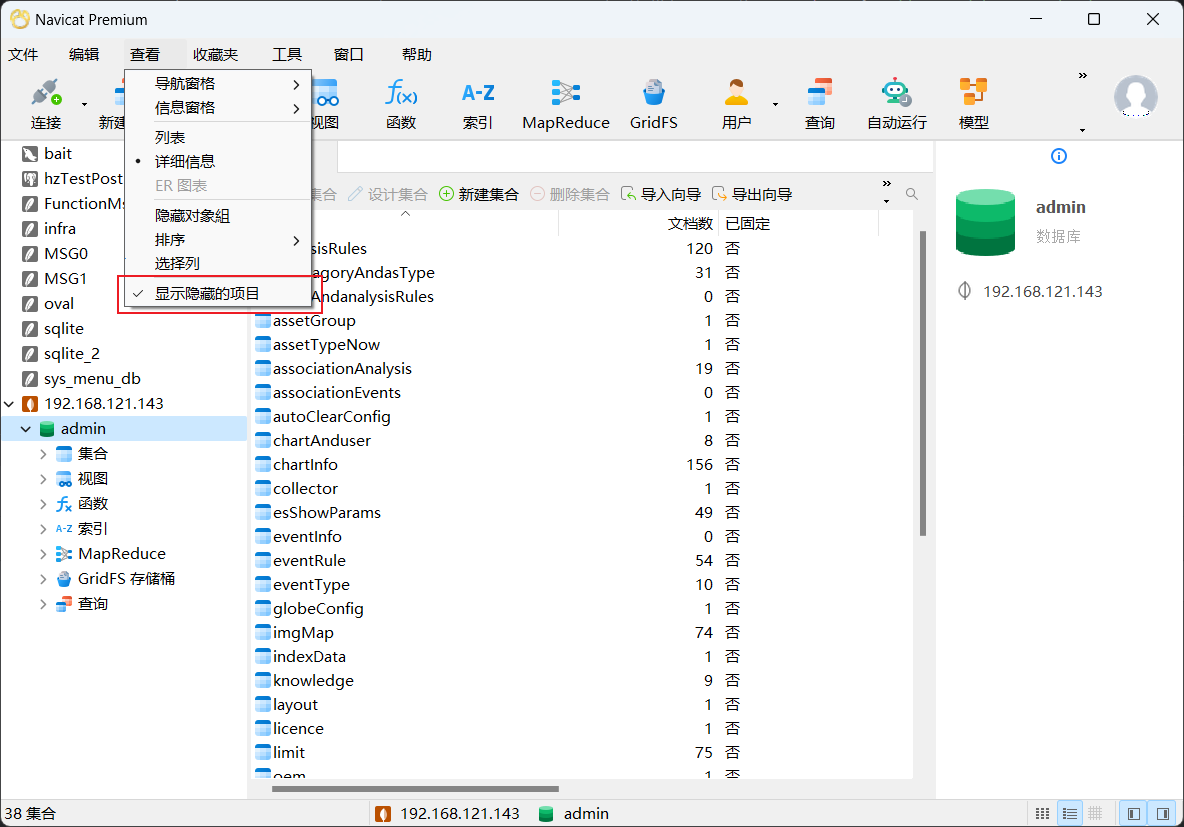 Navicat Premium
文件 编辑 查看 收藏夹 工具 窗口 帮助
连接 新建 视图 f(x) 函数 A-Z 索引 MapReduce GridFS 用户 查询 自动运行 模型
导航窗格
信息窗格
列表
详细信息
ER 图表
隐藏对象组
排序
选择列
显示隐藏的项目
bait
hzTestPost
FunctionMs
infra
MSG0
MSG1
oval
sqlite
sqlite_2
sys_menu_db
192.168.121.143
admin
集合
视图
fx 函数
A-Z 索引
MapReduce
GridFS 存储桶
查询
集合 设计集合 新建集合 删除集合 导入向导 导出向导
文档数 已固定
sisRules 120 否
agoryAndasType 31 否
AndanalysisRules 0 否
assetGroup 1 否
assetTypeNow 1 否
associationAnalysis 19 否
associationEvents 0 否
autoClearConfig 1 否
chartAnduser 8 否
chartInfo 156 否
collector 1 否
esShowParams 49 否
eventInfo 0 否
eventRule 54 否
eventType 10 否
globeConfig 1 否
imgMap 74 否
indexData 1 否
knowledge 9 否
layout 1 否
licence 1 否
limit 75 否
oem 1 否
admin
数据库
192.168.121.143
38 集合 192.168.121.143 admin